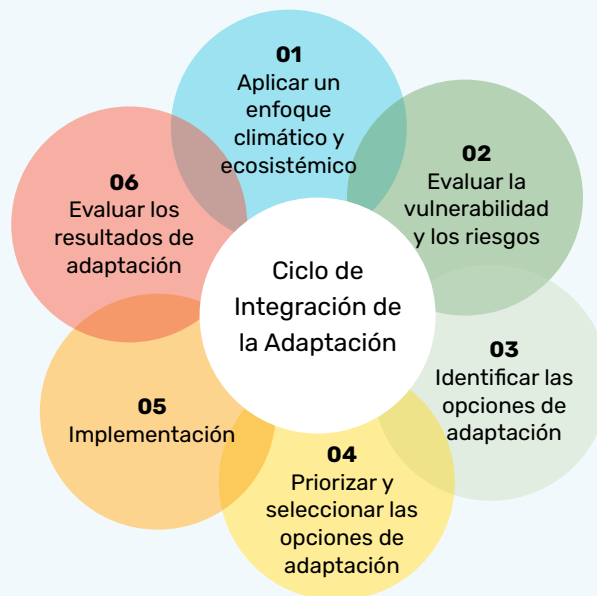 01
Aplicar un
enfoque
climático y
ecosistémico
02
Evaluar la
vulnerabilidad
y los riesgos
03
Identificar las
opciones de
adaptación
04
Priorizar y
seleccionar las
opciones de
adaptación
05
Implementación
06
Evaluar los
resultados de
adaptación
Ciclo de
Integración de
la Adaptación